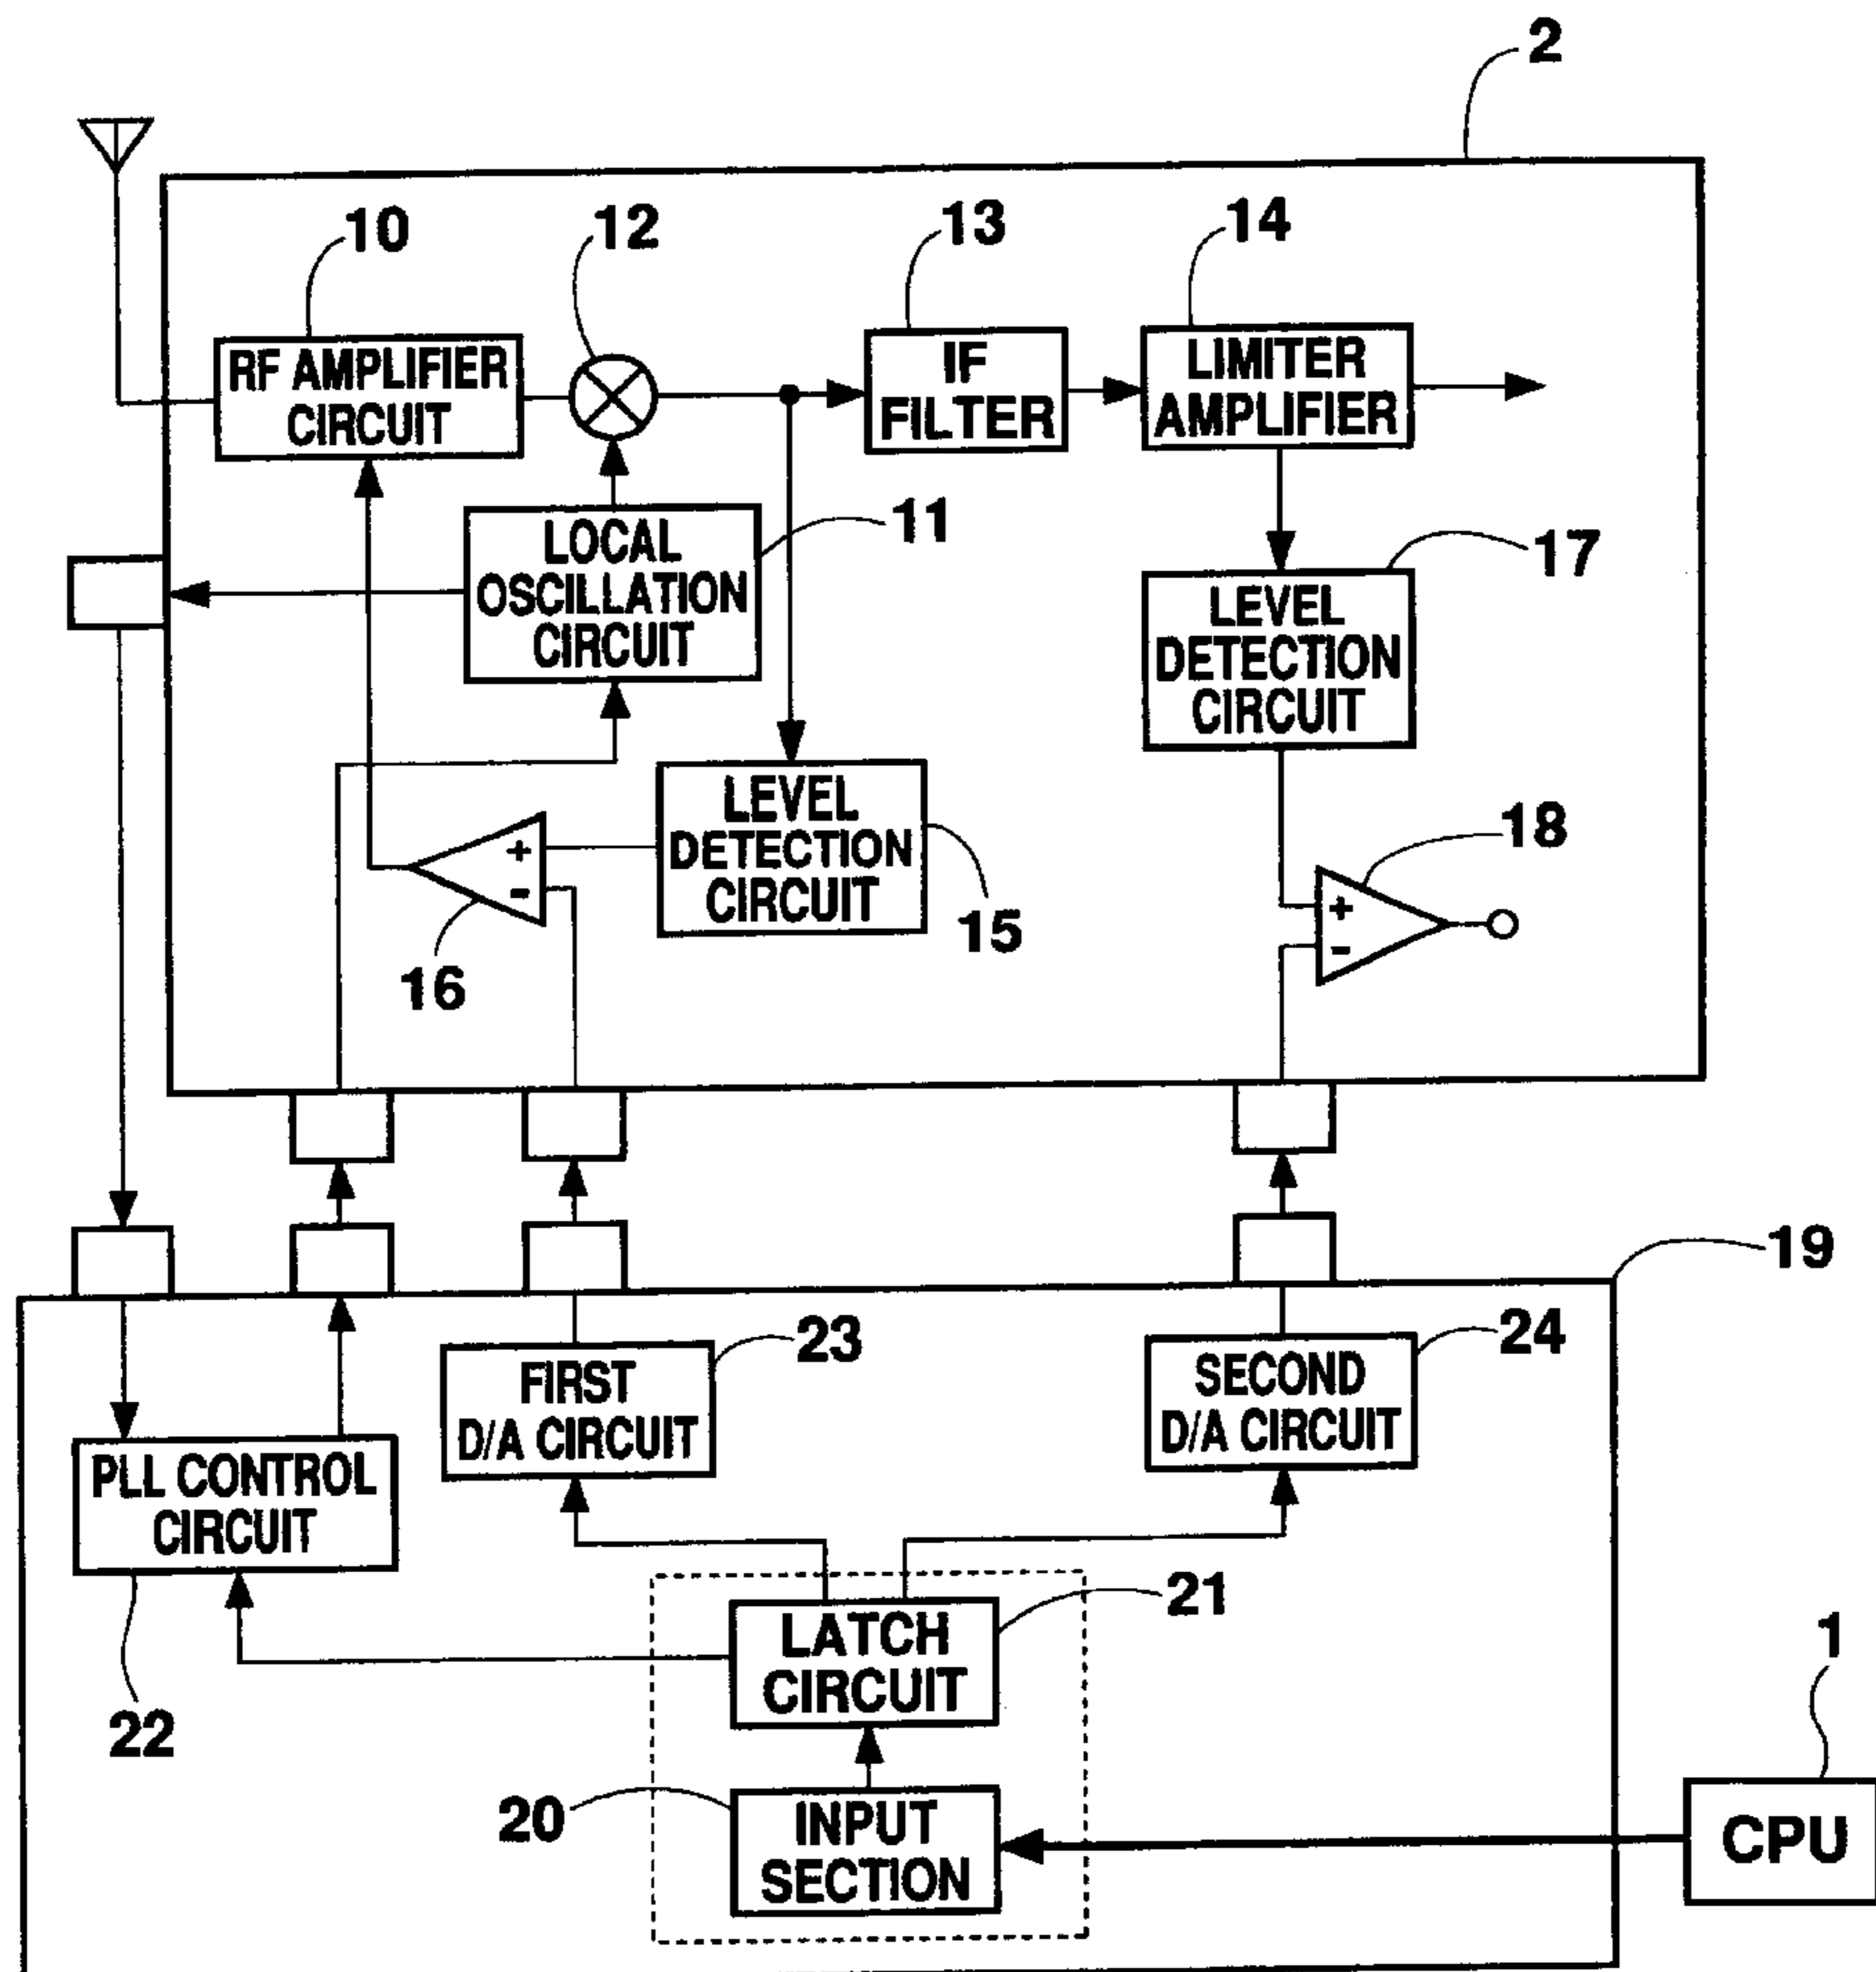 2
10
12
13
14
RF AMPLIFIER
CIRCUIT
IF
FILTER
LIMITER
AMPLIFIER
11
LOCAL
OSCILLATION
CIRCUIT
17
LEVEL
DETECTION
CIRCUIT
LEVEL
DETECTION
CIRCUIT
15
+
-
16
18
+
-
19
23
FIRST
D/A CIRCUIT
24
SECOND
D/A CIRCUIT
PLL CONTROL
CIRCUIT
22
21
LATCH
CIRCUIT
1
20
INPUT
SECTION
CPU